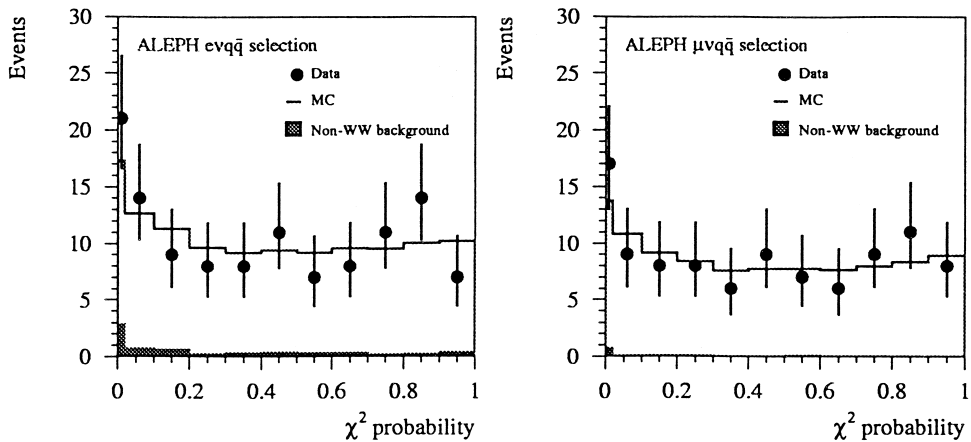 Events
30
25
20
15
10
5
0
ALEPH evqq̄ selection
Data
MC
Non-WW background
0 0.2 0.4 0.6 0.8 1
χ² probability
Events
30
25
20
15
10
5
0
ALEPH μvqq̄ selection
Data
MC
Non-WW background
0 0.2 0.4 0.6 0.8 1
χ² probability